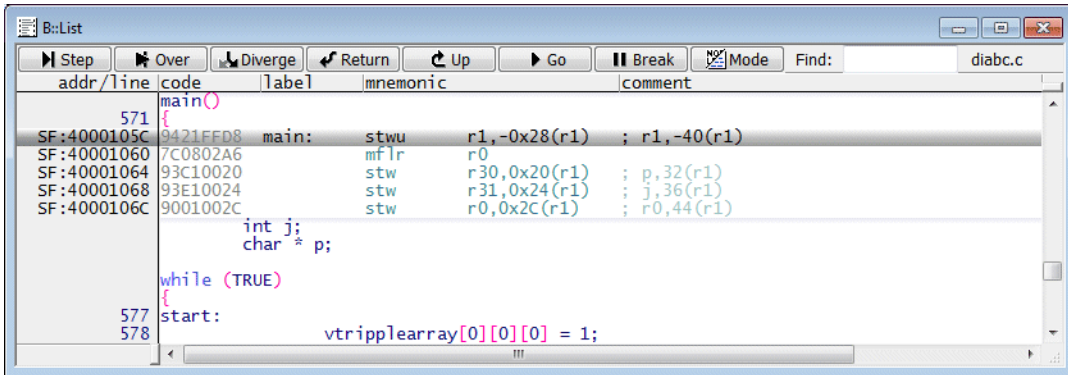 B::List
Step Over Diverge Return Up Go Break Mode Find: diabc.c
addr/line code label mnemonic comment
main()
571 {
SF:4000105C 9421FFD8 main: stwu r1,-0x28(r1) ; r1,-40(r1)
SF:40001060 7C0802A6 mflr r0
SF:40001064 93C10020 stw r30,0x20(r1) ; p,32(r1)
SF:40001068 93E10024 stw r31,0x24(r1) ; j,36(r1)
SF:4000106C 9001002C stw r0,0x2C(r1) ; r0,44(r1)
int j;
char * p;
while (TRUE)
{
577 start:
578 vtripplearray[0][0][0] = 1;